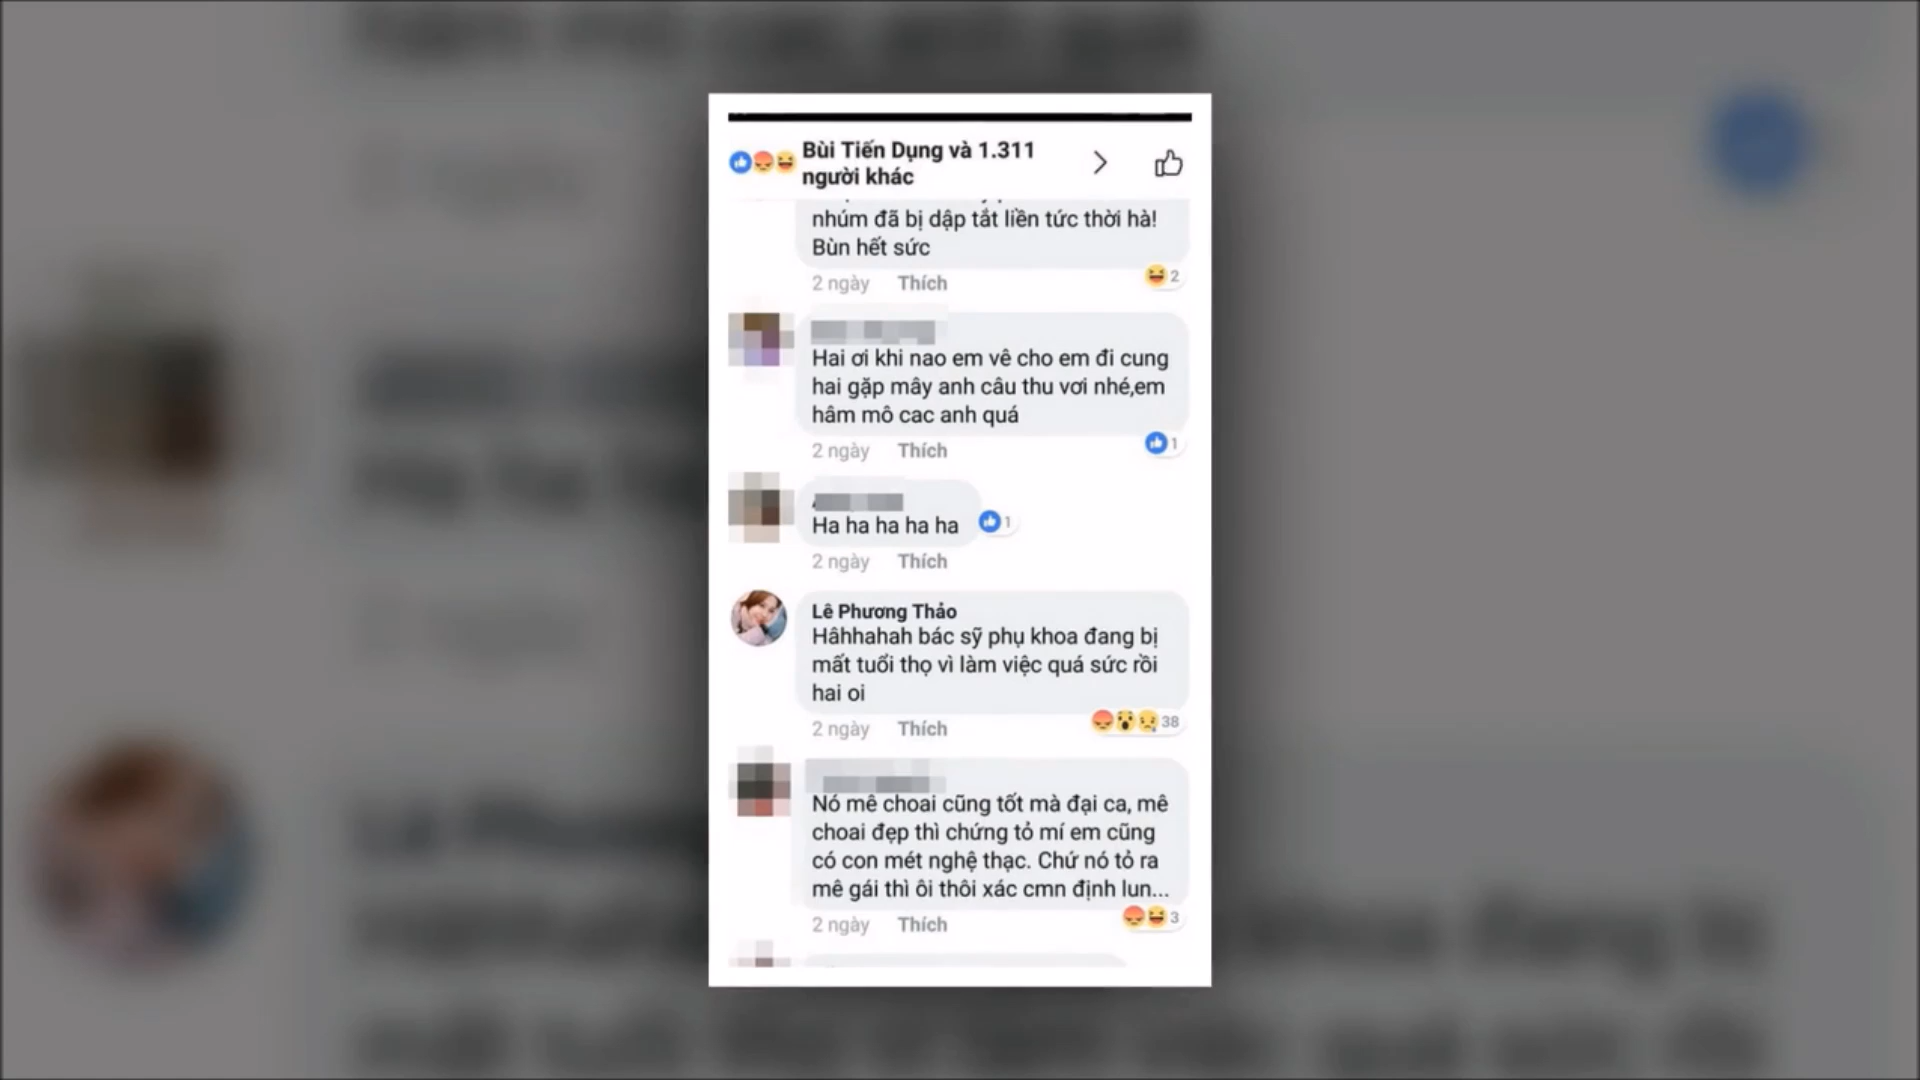 Bùi Tiến Dụng và 1.311
người khác
nhúm đã bị dập tắt liền tức thời hà!
Bùn hết sức
2 ngày Thích
2
Hai ơi khi nao em vê cho em đi cung
hai gặp mây anh câu thu vơi nhé,em
hâm mô cac anh quá
2 ngày Thích
1
Ha ha ha ha ha
1
2 ngày Thích
Lê Phương Thảo
Hâhhahah bác sỹ phụ khoa đang bị
mất tuổi thọ vì làm việc quá sức rồi
hai oi
2 ngày Thích
38
Nó mê choai cũng tốt mà đại ca, mê
choai đẹp thì chứng tỏ mí em cũng
có con mét nghệ thạc. Chứ nó tỏ ra
mê gái thì ôi thôi xác cmn định lun...
2 ngày Thích
3